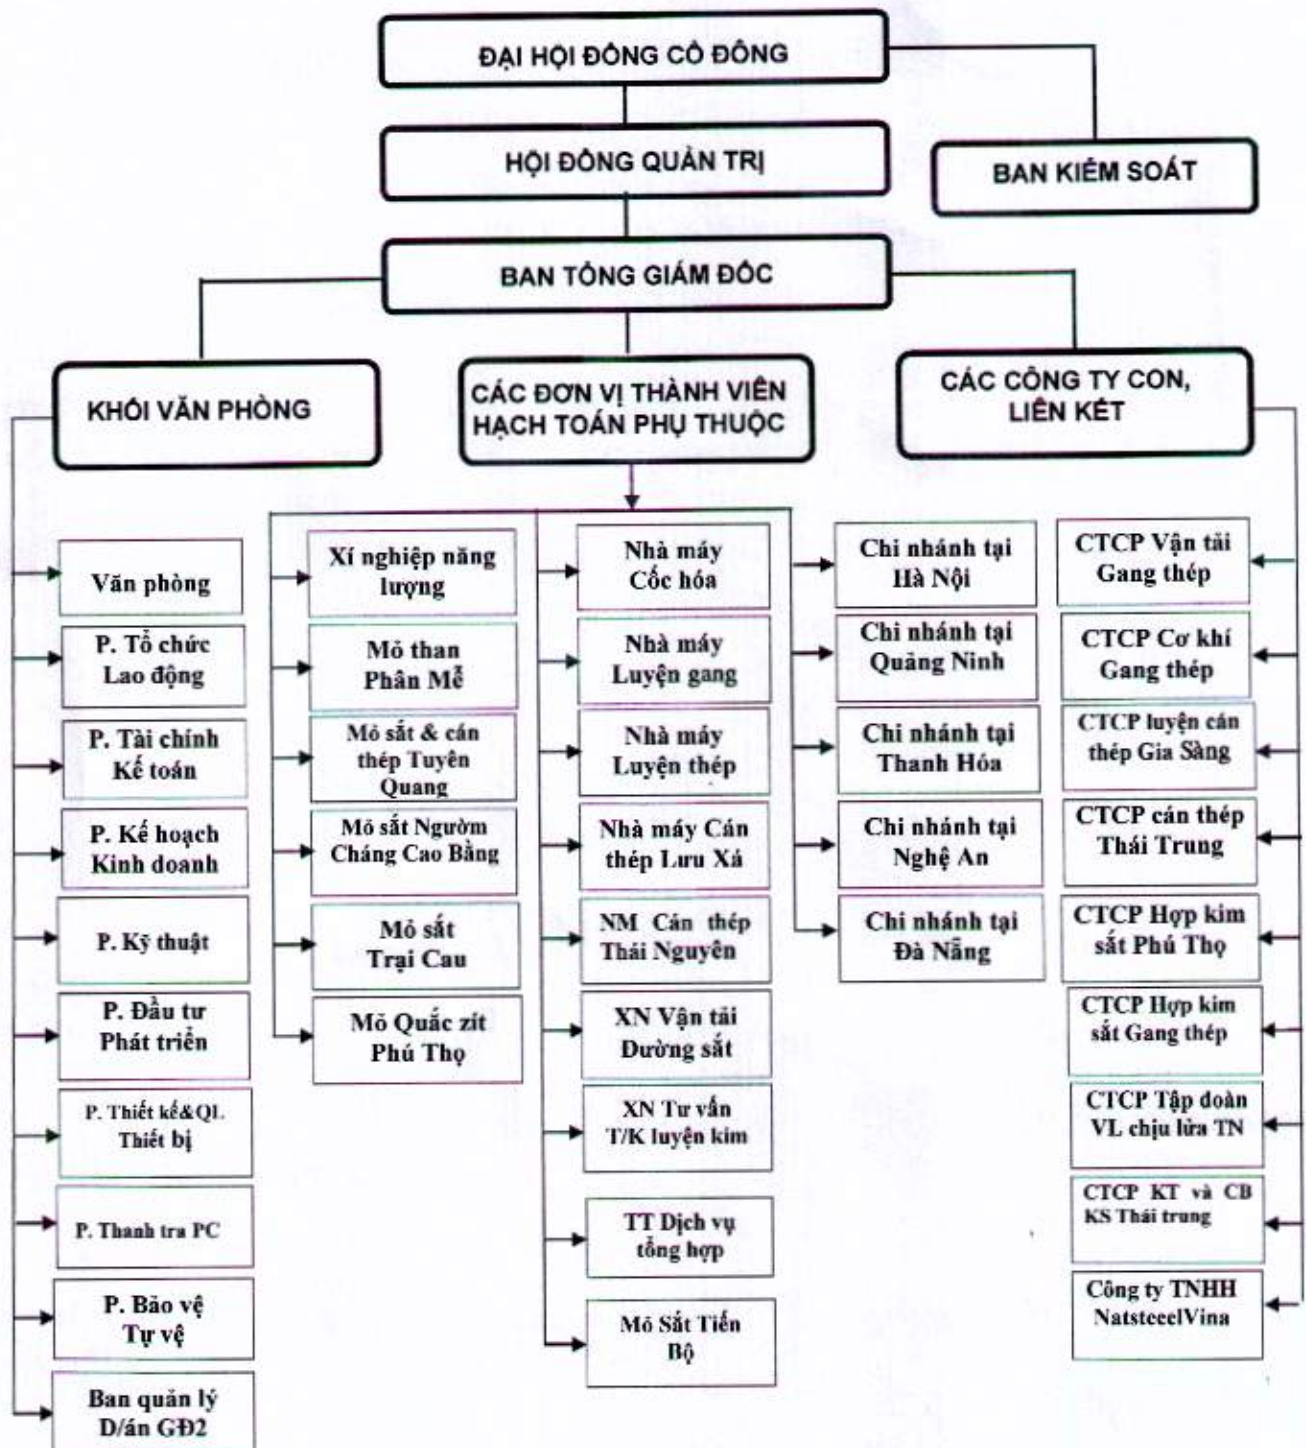 ĐẠI HỘI ĐỒNG CỔ ĐÔNG
HỘI ĐỒNG QUẢN TRỊ
BAN KIỂM SOÁT
BAN TỔNG GIÁM ĐỐC
KHỐI VĂN PHÒNG
CÁC ĐƠN VỊ THÀNH VIÊN
HẠCH TOÁN PHỤ THUỘC
CÁC CÔNG TY CON,
LIÊN KẾT
Văn phòng
P. Tổ chức
Lao động
P. Tài chính
Kế toán
P. Kế hoạch
Kinh doanh
P. Kỹ thuật
P. Đầu tư
Phát triển
P. Thiết kế&QL
Thiết bị
P. Thanh tra PC
P. Bảo vệ
Tự vệ
Ban quản lý
D/án GĐ2
Xí nghiệp năng
lượng
Mỏ than
Phấn Mễ
Mỏ sắt & cán
thép Tuyên
Quang
Mỏ sắt Ngườm
Cháng Cao Bằng
Mỏ sắt
Trại Cau
Mỏ Quắc zít
Phú Thọ
Nhà máy
Cốc hóa
Nhà máy
Luyện gang
Nhà máy
Luyện thép
Nhà máy Cán
thép Lưu Xá
NM Cán thép
Thái Nguyên
XN Vận tải
Đường sắt
XN Tư vấn
T/K luyện kim
TT Dịch vụ
tổng hợp
Mỏ Sắt Tiến
Bộ
Chi nhánh tại
Hà Nội
Chi nhánh tại
Quảng Ninh
Chi nhánh tại
Thanh Hóa
Chi nhánh tại
Nghệ An
Chi nhánh tại
Đà Nẵng
CTCP Vận tải
Gang thép
CTCP Cơ khí
Gang thép
CTCP luyện cán
thép Gia Sàng
CTCP cán thép
Thái Trung
CTCP Hợp kim
sắt Phú Thọ
CTCP Hợp kim
sắt Gang thép
CTCP Tập đoàn
VL chịu lửa TN
CTCP KT và CB
KS Thái trung
Công ty TNHH
NatsteeelVina